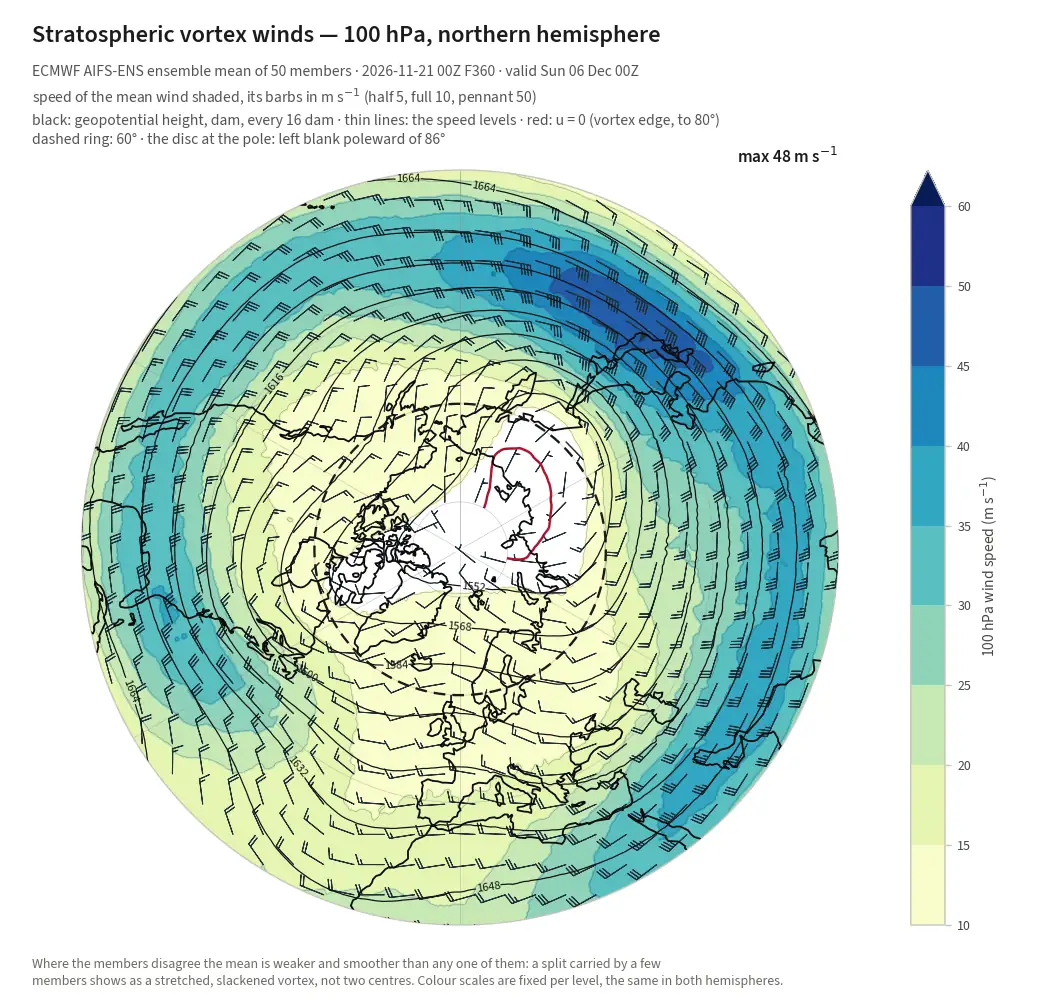 Stratospheric vortex winds — 100 hPa, northern hemisphere
ECMWF AIFS-ENS ensemble mean of 50 members · 2026-11-21 00Z F360 · valid Sun 06 Dec 00Z
speed of the mean wind shaded, its barbs in m s⁻¹ (half 5, full 10, pennant 50)
black: geopotential height, dam, every 16 dam · thin lines: the speed levels · red: u = 0 (vortex edge, to 80°)
dashed ring: 60° · the disc at the pole: left blank poleward of 86°
max 48 m s⁻¹
1664
1664
1616
1552
1568
1584
1600
1664
1632
1648
60
50
45
40
35
30
25
20
15
10
100 hPa wind speed (m s⁻¹)
Where the members disagree the mean is weaker and smoother than any one of them: a split carried by a few
members shows as a stretched, slackened vortex, not two centres. Colour scales are fixed per level, the same in both hemispheres.